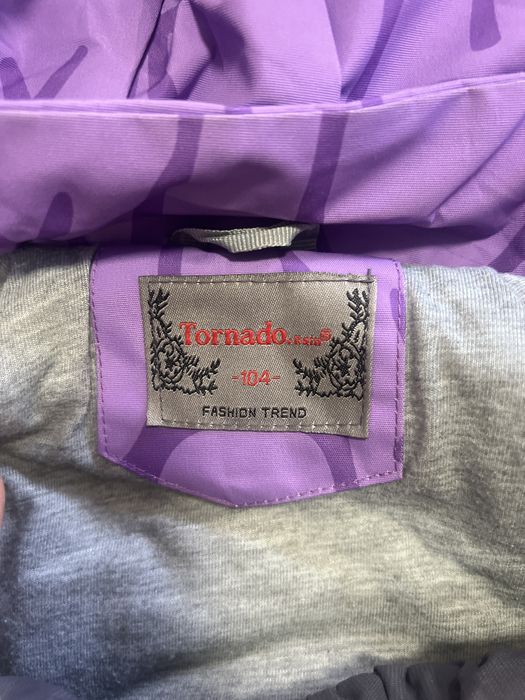 Tornado.
-104-
FASHION TREND